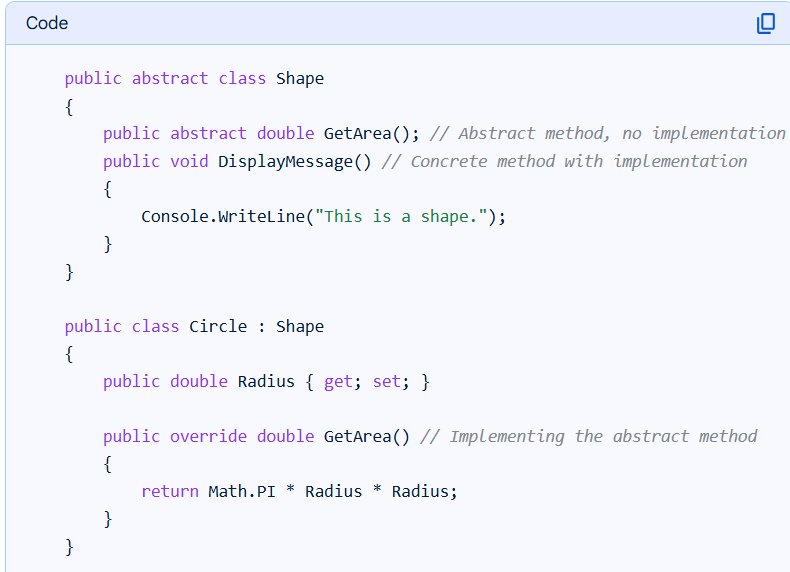 Code
public abstract class Shape
{
public abstract double GetArea(); // Abstract method, no implementation
public void DisplayMessage() // Concrete method with implementation
{
Console.WriteLine("This is a shape.");
}
}
public class Circle : Shape
{
public double Radius { get; set; }
public override double GetArea() // Implementing the abstract method
{
return Math.PI * Radius * Radius;
}
}